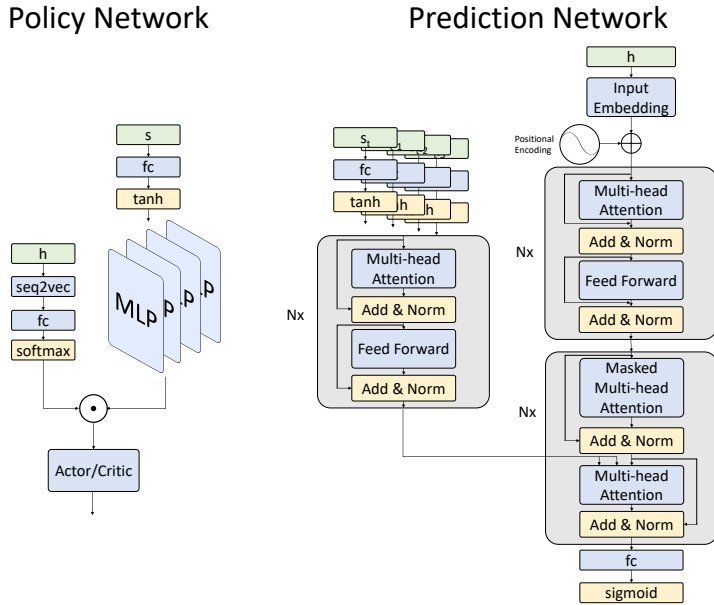 Policy Network
Prediction Network
s
fc
tanh
h
seq2vec
fc
softmax
MLP
Actor/Critic
s
fc
tanh
Nx
Multi-head
Attention
Add & Norm
Feed Forward
Add & Norm
h
Input
Embedding
Positional
Encoding
Nx
Multi-head
Attention
Add & Norm
Feed Forward
Add & Norm
Nx
Masked
Multi-head
Attention
Add & Norm
Multi-head
Attention
Add & Norm
fc
sigmoid